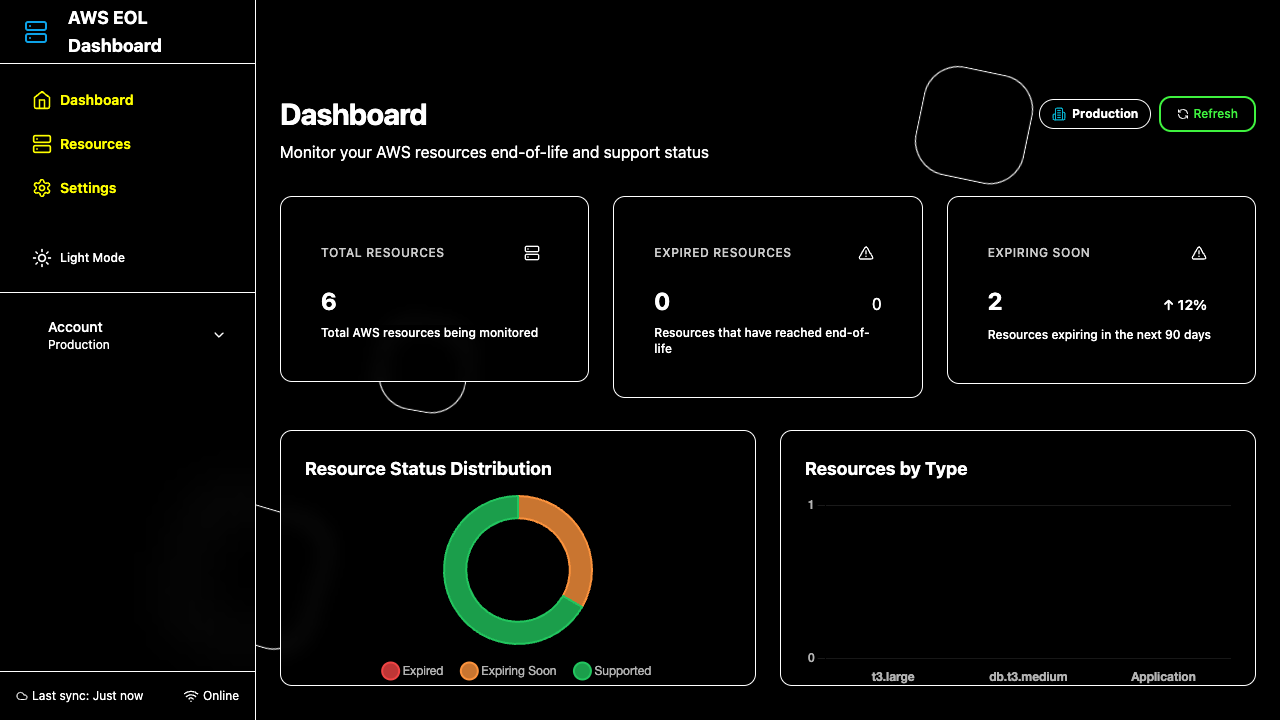 AWS EOL
Dashboard
Dashboard
Resources
Settings
Light Mode
Account
Production
Last sync: Just now
Online
Dashboard
Monitor your AWS resources end-of-life and support status
Production
Refresh
TOTAL RESOURCES
6
Total AWS resources being monitored
EXPIRED RESOURCES
0
0
Resources that have reached end-of-
life
EXPIRING SOON
2
↑ 12%
Resources expiring in the next 90 days
Resource Status Distribution
Expired
Expiring Soon
Supported
Resources by Type
1
0
t3.large
db.t3.medium
Application